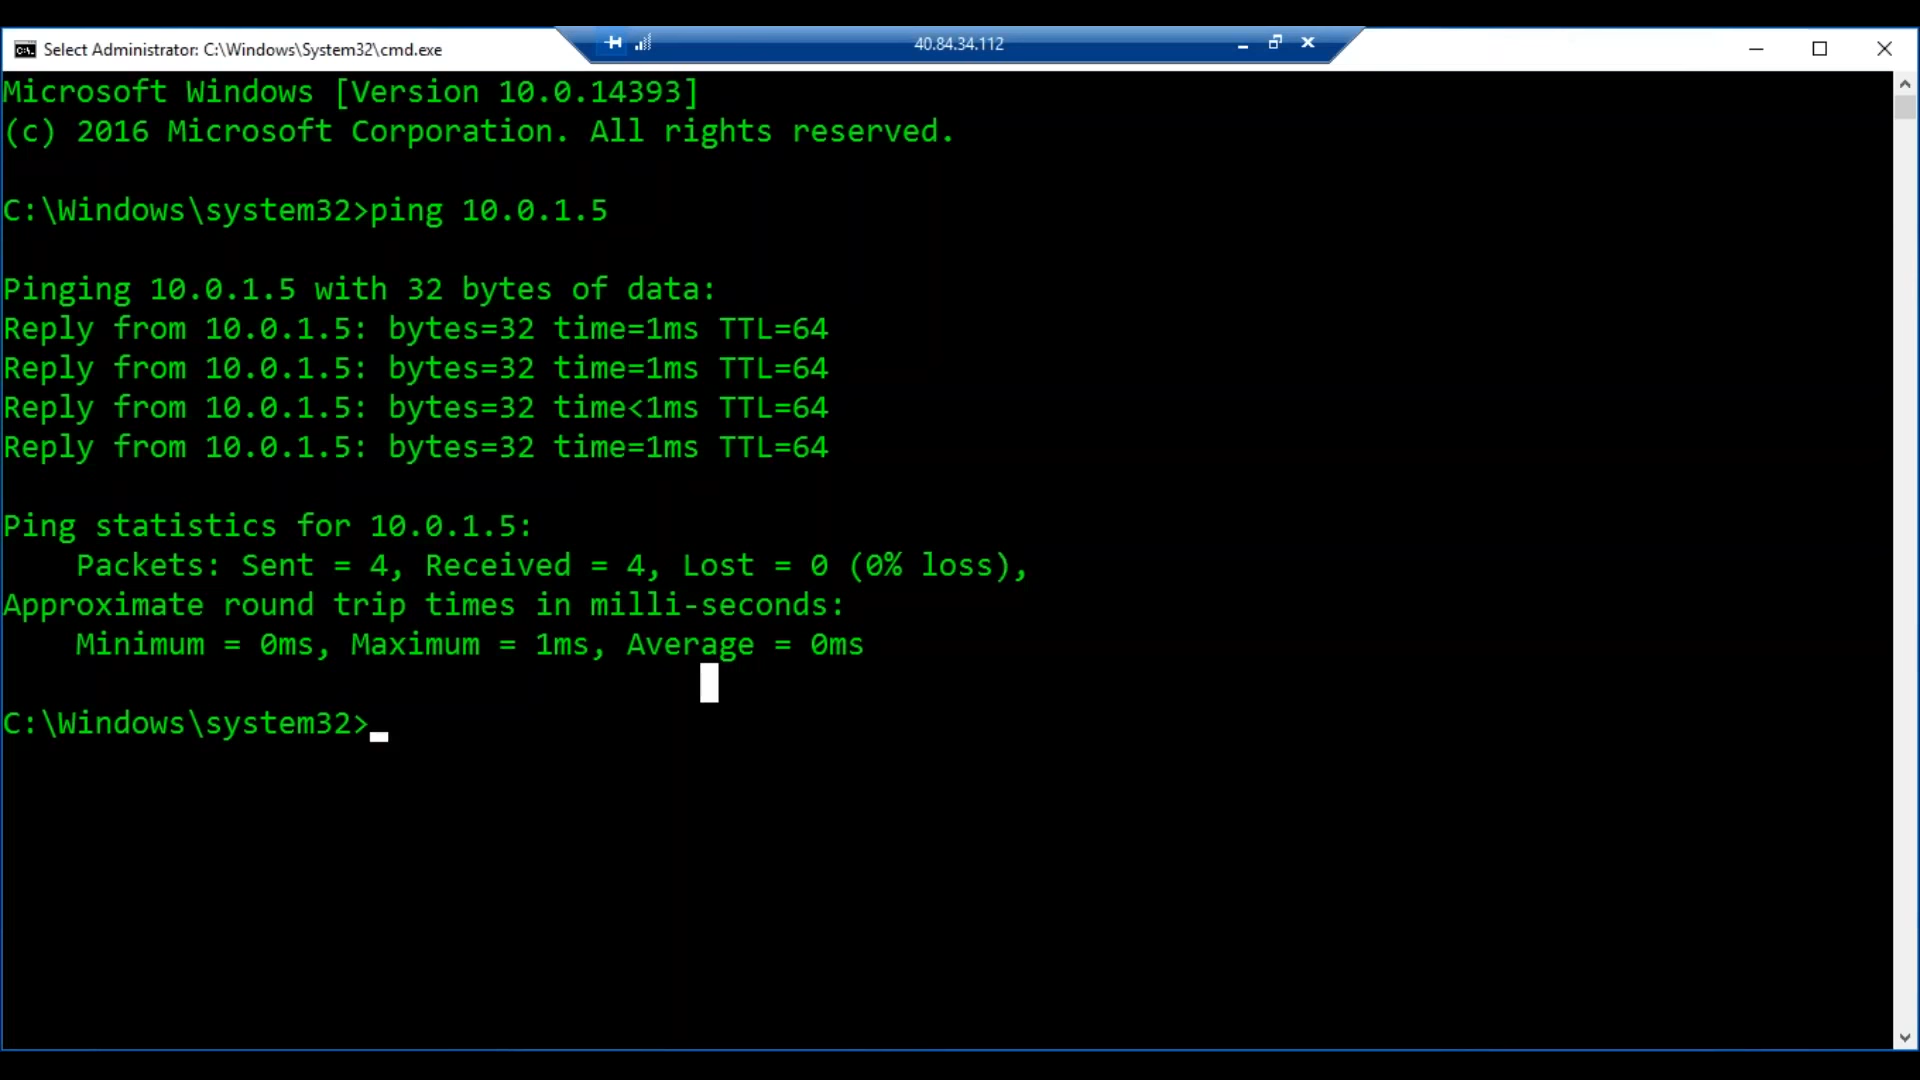 Select Administrator: C:\Windows\System32\cmd.exe
40.84.34.112
Microsoft Windows [Version 10.0.14393]
(c) 2016 Microsoft Corporation. All rights reserved.
C:\Windows\system32>ping 10.0.1.5
Pinging 10.0.1.5 with 32 bytes of data:
Reply from 10.0.1.5: bytes=32 time=1ms TTL=64
Reply from 10.0.1.5: bytes=32 time=1ms TTL=64
Reply from 10.0.1.5: bytes=32 time<1ms TTL=64
Reply from 10.0.1.5: bytes=32 time=1ms TTL=64
Ping statistics for 10.0.1.5:
    Packets: Sent = 4, Received = 4, Lost = 0 (0% loss),
Approximate round trip times in milli-seconds:
    Minimum = 0ms, Maximum = 1ms, Average = 0ms
C:\Windows\system32>